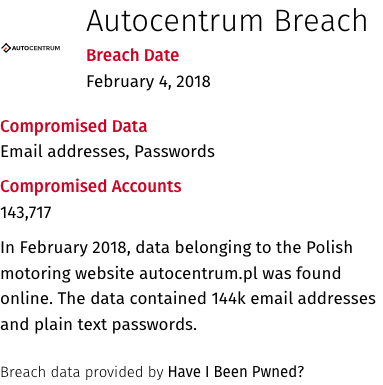 Autocentrum Breach
AUTOCENTRUM
Breach Date
February 4, 2018
Compromised Data
Email addresses, Passwords
Compromised Accounts
143,717
In February 2018, data belonging to the Polish
motoring website autocentrum.pl was found
online. The data contained 144k email addresses
and plain text passwords.
Breach data provided by Have I Been Pwned?